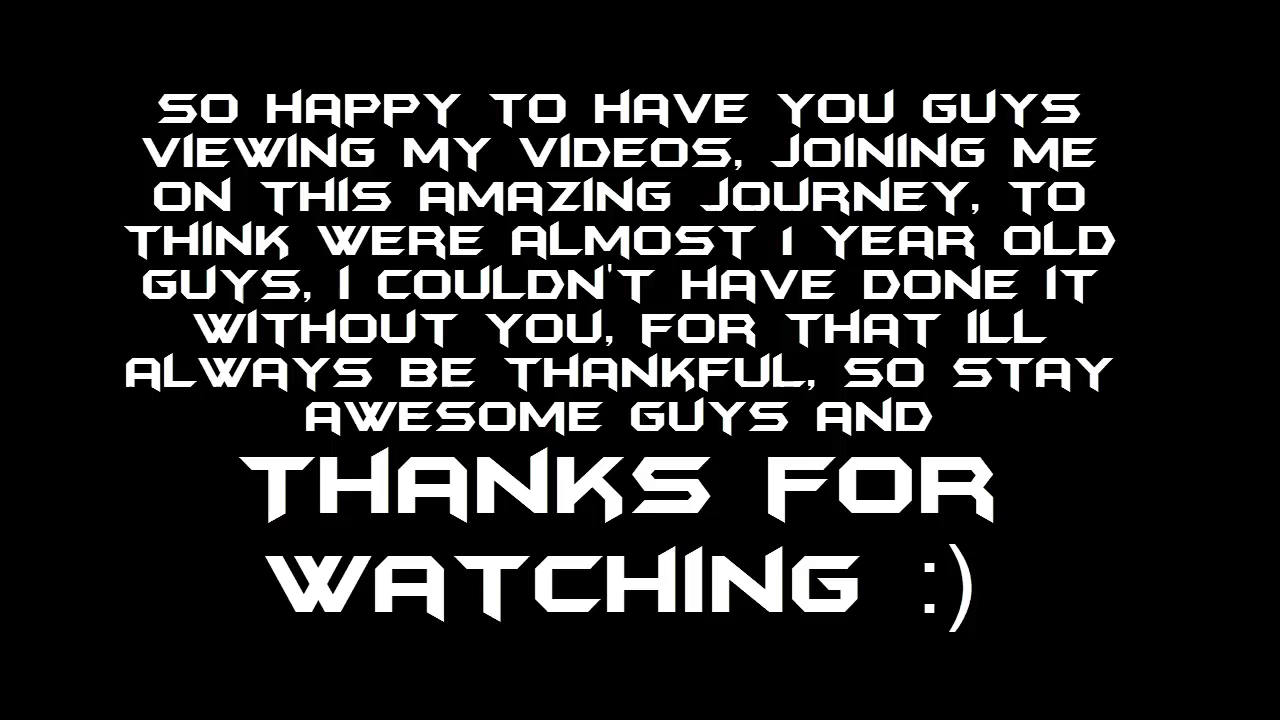 SO HAPPY TO HAVE YOU GUYS
VIEWING MY VIDEOS, JOINING ME
ON THIS AMAZING JOURNEY, TO
THINK WERE ALMOST 1 YEAR OLD
GUYS, I COULDN'T HAVE DONE IT
WITHOUT YOU, FOR THAT ILL
ALWAYS BE THANKFUL, SO STAY
AWESOME GUYS AND
THANKS FOR
WATCHING :)